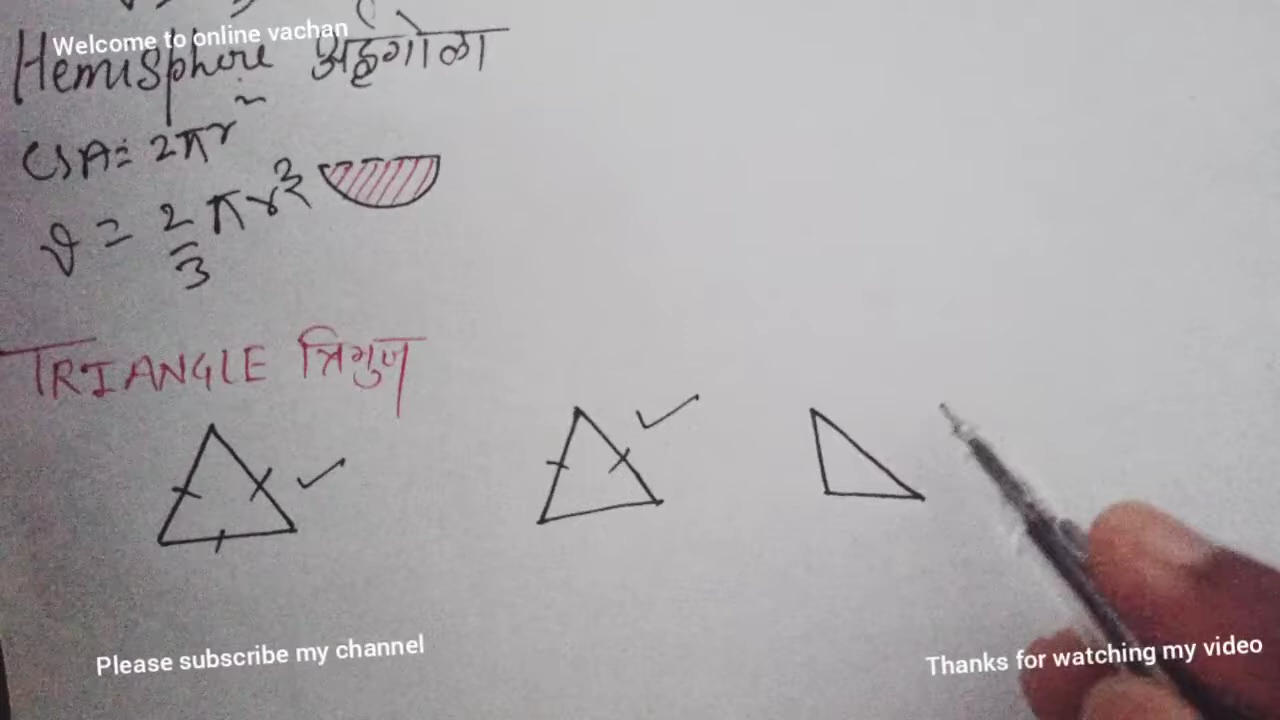 Welcome to online vachan
Hemisphere अर्द्धगोला
CSA = 2πr²
v = 2/3 πr³
TRIANGLE त्रिभुज
Please subscribe my channel
Thanks for watching my video